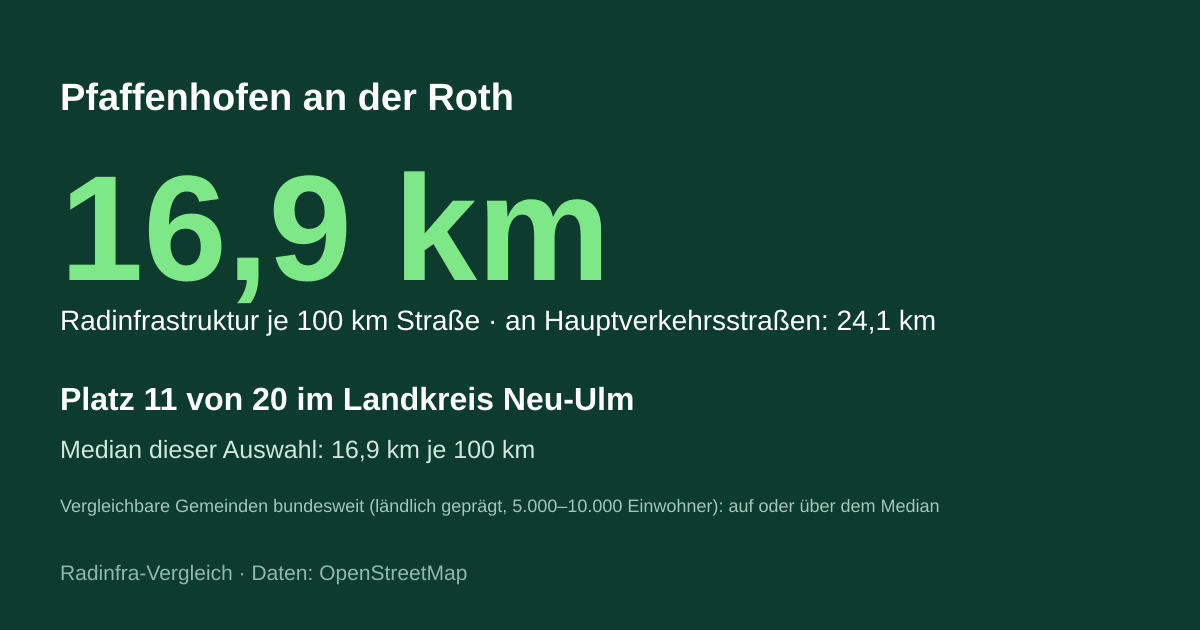 Pfaffenhofen an der Roth
16,9 km
Radinfrastruktur je 100 km Straße · an Hauptverkehrsstraßen: 24,1 km
Platz 11 von 20 im Landkreis Neu-Ulm
Median dieser Auswahl: 16,9 km je 100 km
Vergleichbare Gemeinden bundesweit (ländlich geprägt, 5.000–10.000 Einwohner): auf oder über dem Median
Radinfra-Vergleich · Daten: OpenStreetMap